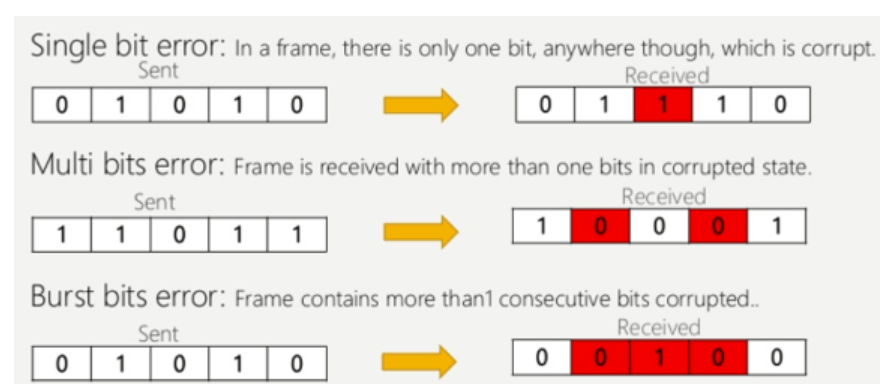 Single bit error: In a frame, there is only one bit, anywhere though, which is corrupt.
Sent Received
0 1 0 1 0 0 1 1 1 0
Multi bits error: Frame is received with more than one bits in corrupted state.
Sent Received
1 1 0 1 1 1 0 0 0 1
Burst bits error: Frame contains more than1 consecutive bits corrupted..
Sent Received
0 1 0 1 0 0 0 1 0 0